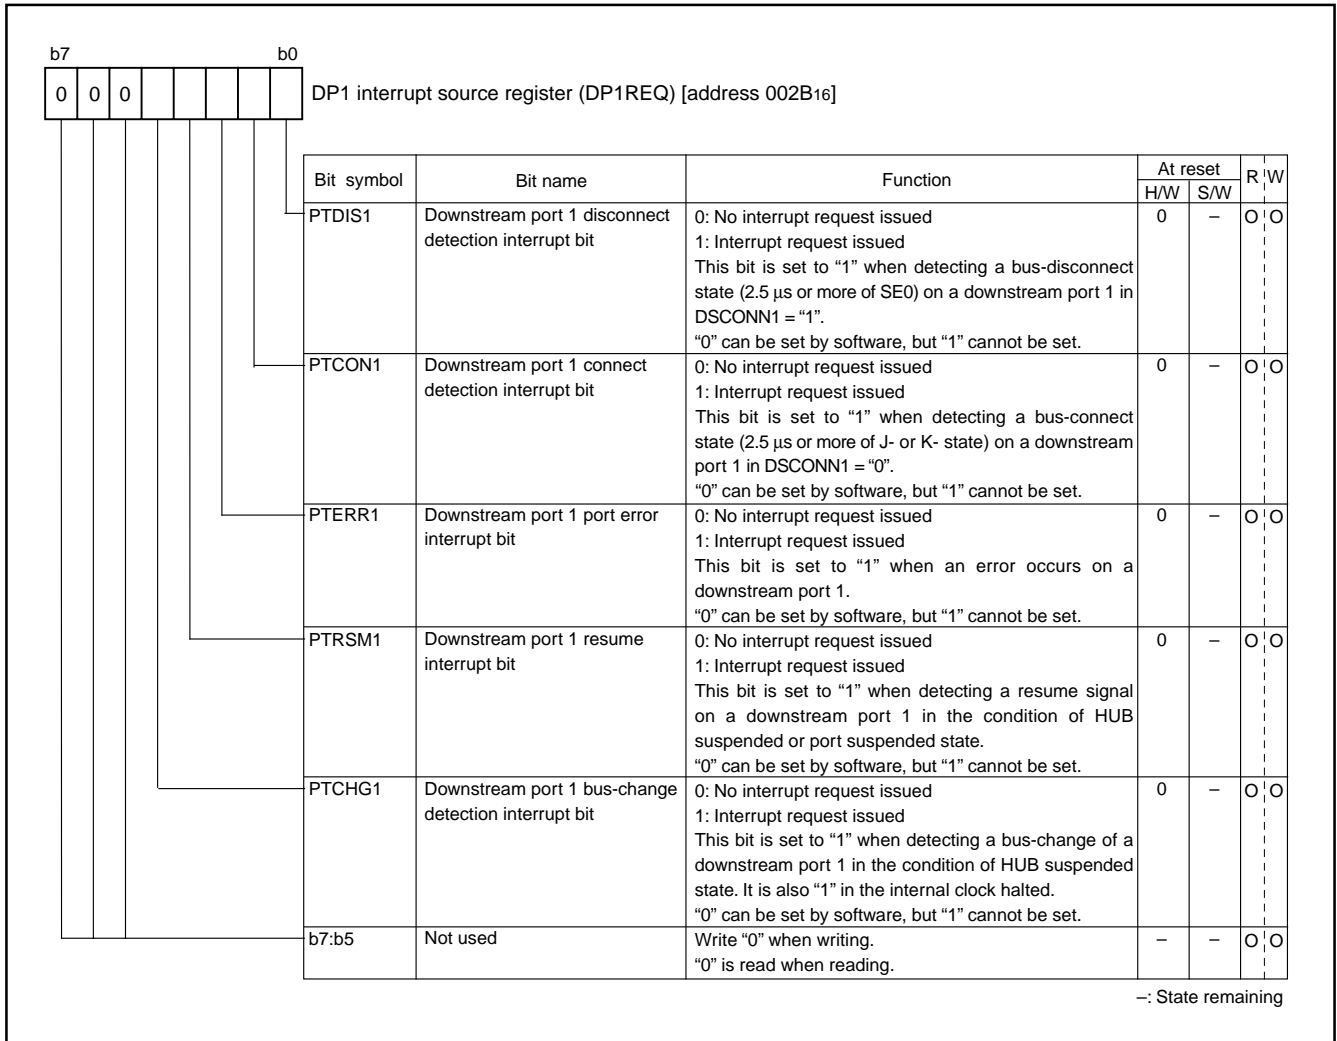 b7 b0
0 0 0 DP1 interrupt source register (DP1REQ) [address 002B16]
Bit symbol Bit name Function At reset R W
H/W S/W
PTDIS1 Downstream port 1 disconnect 0: No interrupt request issued 0 – O O
detection interrupt bit 1: Interrupt request issued
This bit is set to “1” when detecting a bus-disconnect
state (2.5 µs or more of SE0) on a downstream port 1 in
DSCONN1 = “1”.
“0” can be set by software, but “1” cannot be set.
PTCON1 Downstream port 1 connect 0: No interrupt request issued 0 – O O
detection interrupt bit 1: Interrupt request issued
This bit is set to “1” when detecting a bus-connect
state (2.5 µs or more of J- or K- state) on a downstream
port 1 in DSCONN1 = “0”.
“0” can be set by software, but “1” cannot be set.
PTERR1 Downstream port 1 port error 0: No interrupt request issued 0 – O O
interrupt bit 1: Interrupt request issued
This bit is set to “1” when an error occurs on a
downstream port 1.
“0” can be set by software, but “1” cannot be set.
PTRSM1 Downstream port 1 resume 0: No interrupt request issued 0 – O O
interrupt bit 1: Interrupt request issued
This bit is set to “1” when detecting a resume signal
on a downstream port 1 in the condition of HUB
suspended or port suspended state.
“0” can be set by software, but “1” cannot be set.
PTCHG1 Downstream port 1 bus-change 0: No interrupt request issued 0 – O O
detection interrupt bit 1: Interrupt request issued
This bit is set to “1” when detecting a bus-change of a
downstream port 1 in the condition of HUB suspended
state. It is also “1” in the internal clock halted.
“0” can be set by software, but “1” cannot be set.
b7:b5 Not used Write “0” when writing. – – O O
“0” is read when reading.
–: State remaining